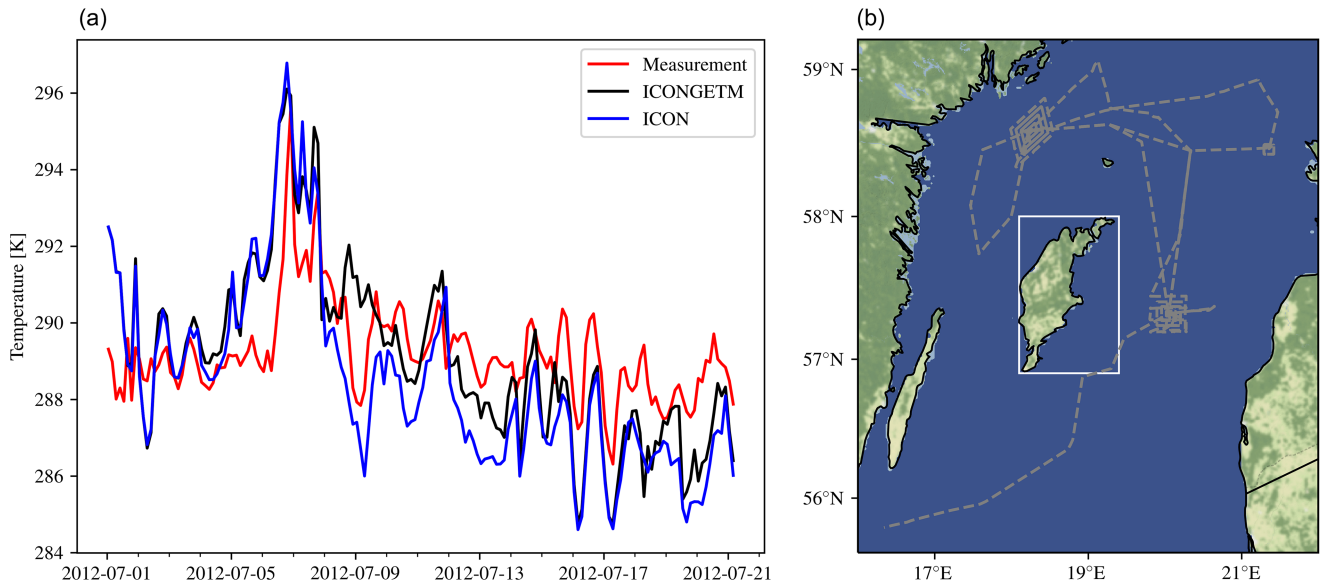 (a)
Temperature [K]
296
294
292
290
288
286
284
2012-07-01 2012-07-05 2012-07-09 2012-07-13 2012-07-17 2012-07-21
Measurement
ICONGETM
ICON
(b)
59°N
58°N
57°N
56°N
17°E 19°E 21°E